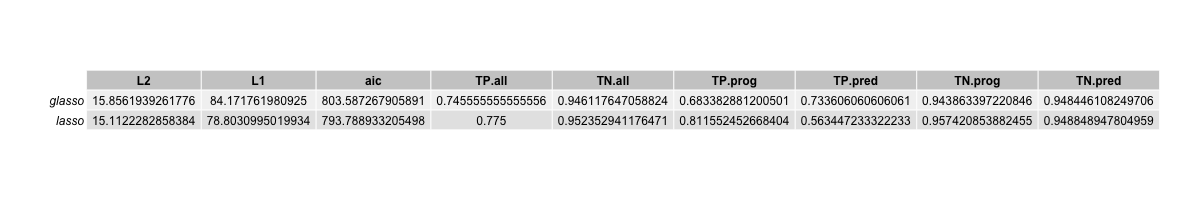 L2 L1 aic TP.all TN.all TP.prog TP.pred TN.prog TN.pred
glasso 15.8561939261776 84.171761980925 803.587267905891 0.745555555555556 0.946117647058824 0.683382881200501 0.733606060606061 0.943863397220846 0.948446108249706
lasso 15.1122282858384 78.8030995019934 793.788933205498 0.775 0.952352941176471 0.811552452668404 0.563447233322233 0.957420853882455 0.948848947804959